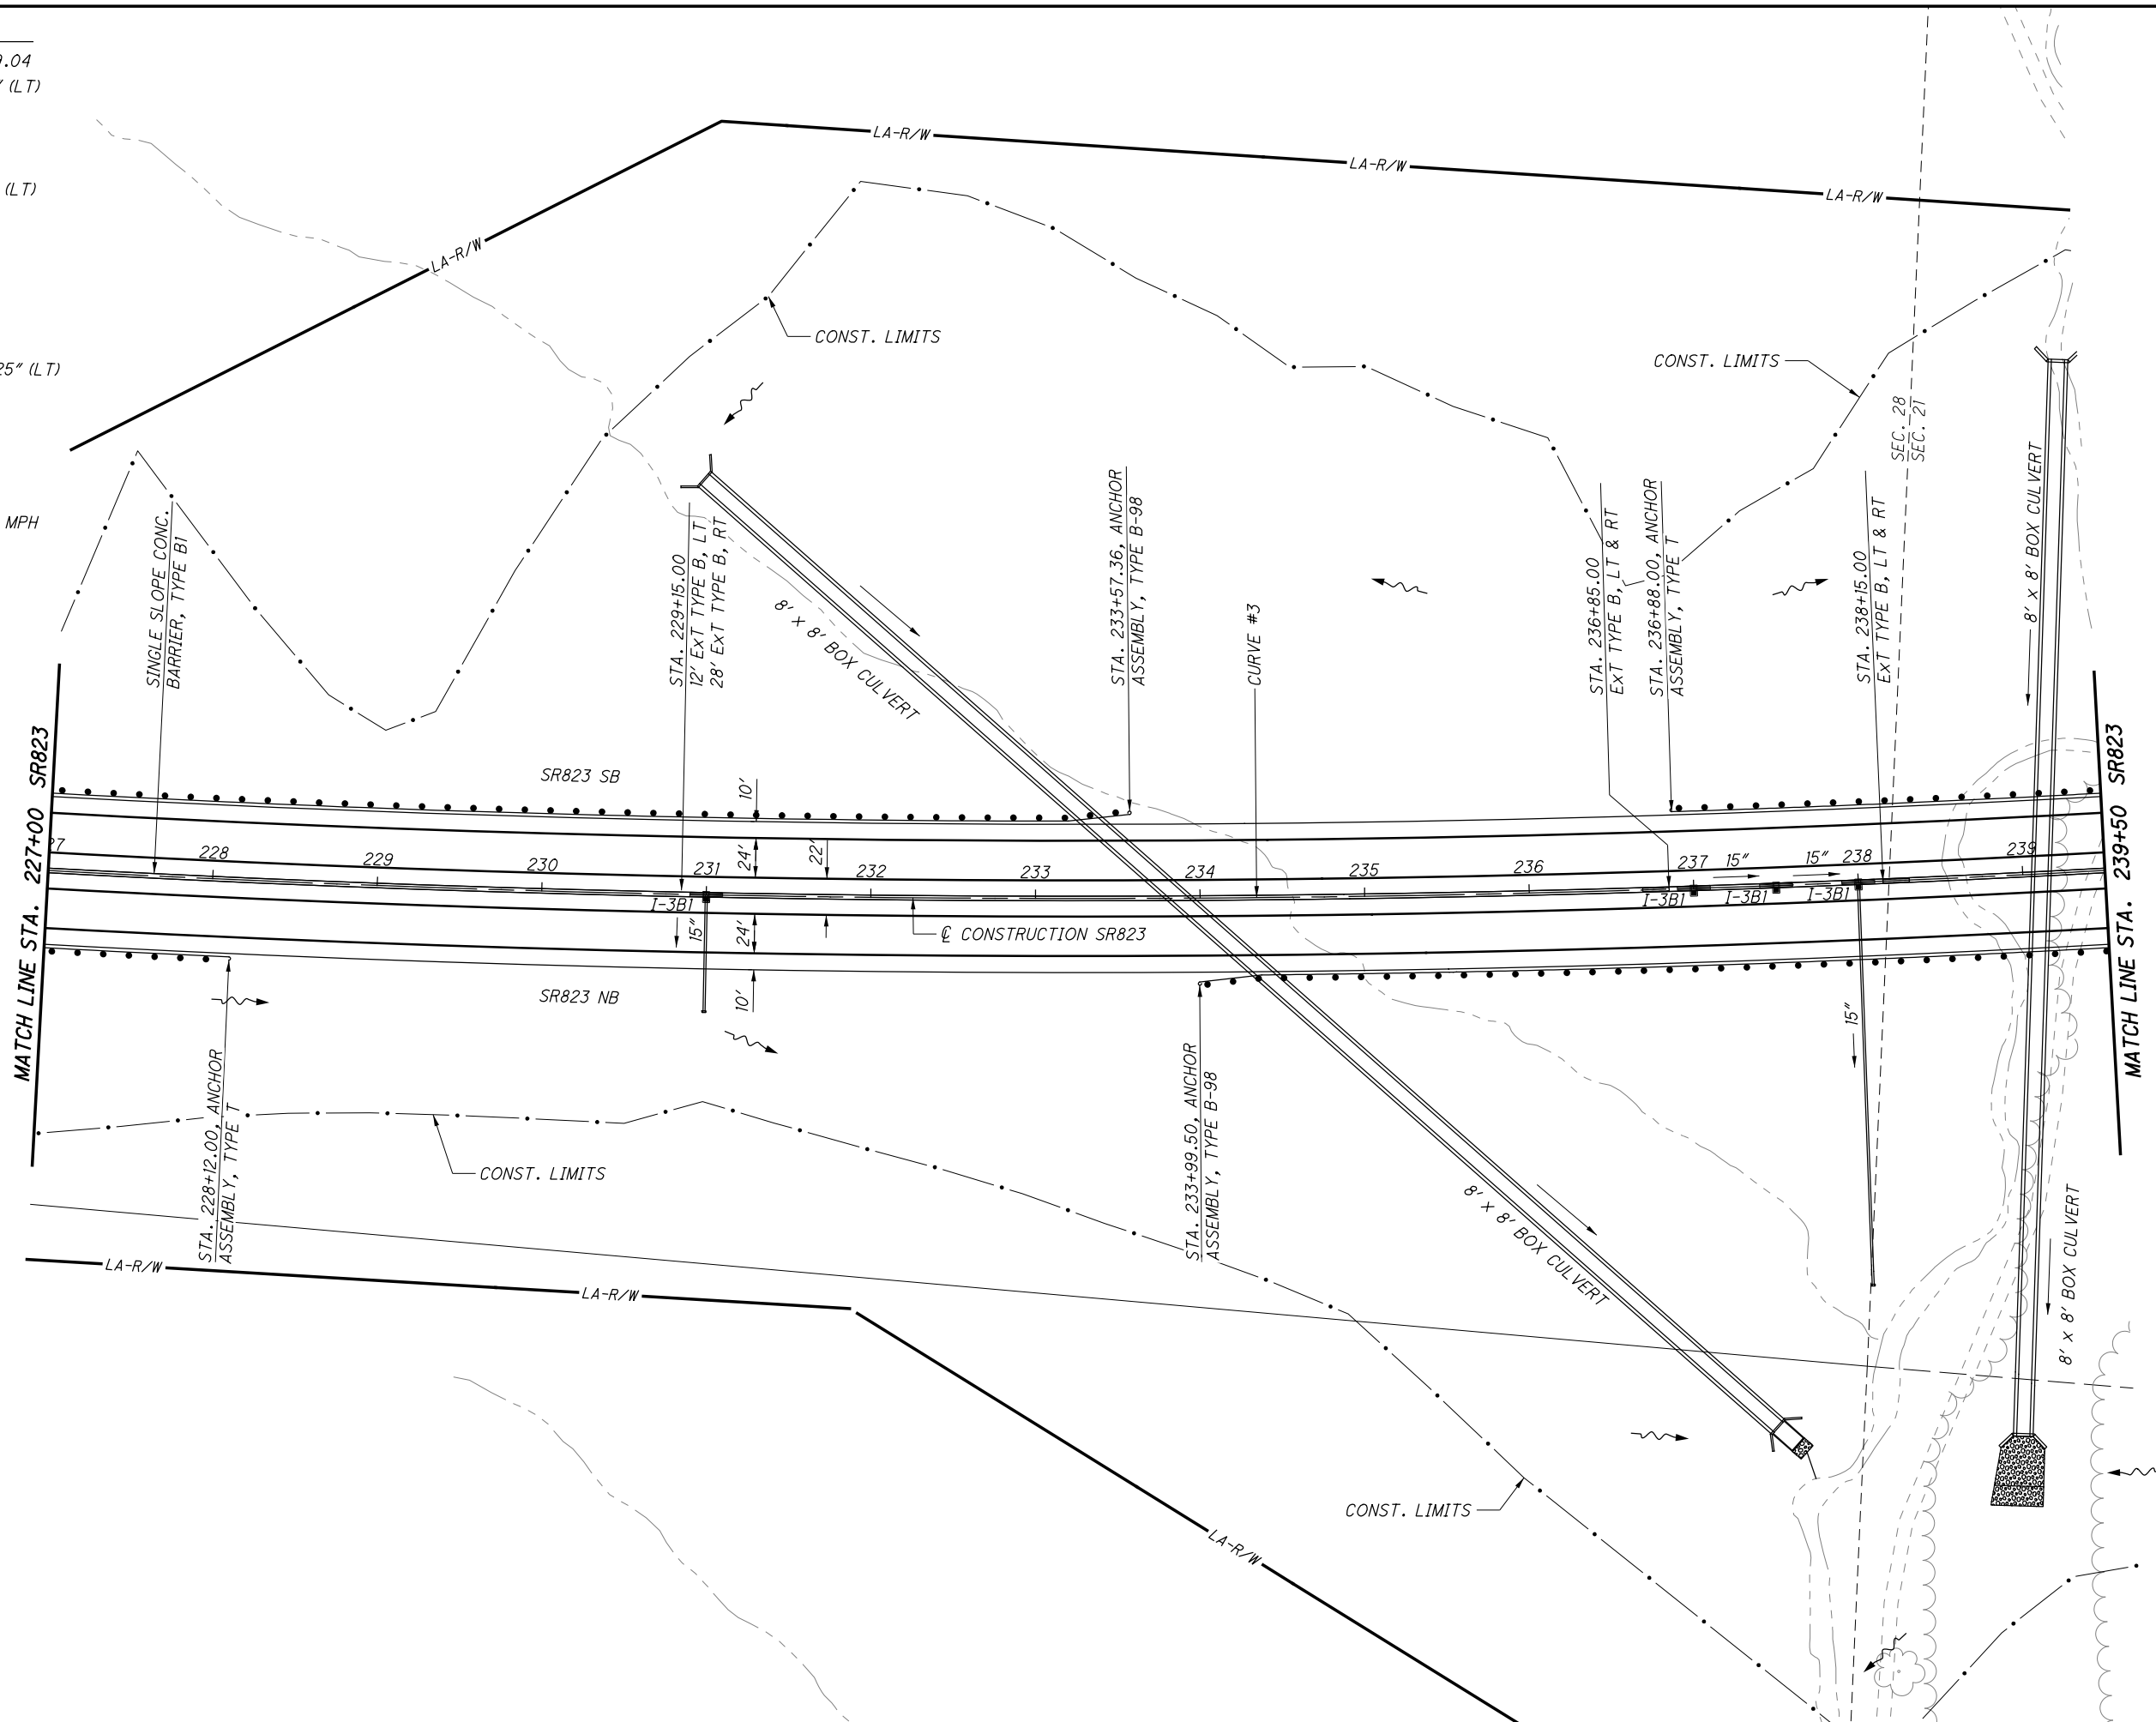 9.04
″ (LT)
(LT)
25″ (LT)
MPH
LA-R/W
LA-R/W
LA-R/W
LA-R/W
CONST. LIMITS
CONST. LIMITS
SEC. 28
SEC. 21
SINGLE SLOPE CONC.
BARRIER, TYPE B1
STA. 229+15.00
12′ ExT TYPE B, LT
28′ ExT TYPE B, RT
8′ x 8′ BOX CULVERT
STA. 233+57.36, ANCHOR
ASSEMBLY, TYPE B-98
CURVE #3
STA. 236+85.00
ExT TYPE B, LT & RT
STA. 236+88.00, ANCHOR
ASSEMBLY, TYPE T
STA. 238+15.00
ExT TYPE B, LT & RT
8′ x 8′ BOX CULVERT
MATCH LINE STA. 227+00 SR823
MATCH LINE STA. 239+50 SR823
SR823 SB
10′
24′
22′
27
228
229
230
231
232
233
234
235
236
237
15″
15″
238
239
I-3B1
I-3B1
I-3B1
I-3B1
15″
24′
10′
℄ CONSTRUCTION SR823
SR823 NB
15″
STA. 228+12.00, ANCHOR
ASSEMBLY, TYPE T
CONST. LIMITS
STA. 233+99.50, ANCHOR
ASSEMBLY, TYPE B-98
8′ x 8′ BOX CULVERT
8′ x 8′ BOX CULVERT
LA-R/W
LA-R/W
LA-R/W
CONST. LIMITS